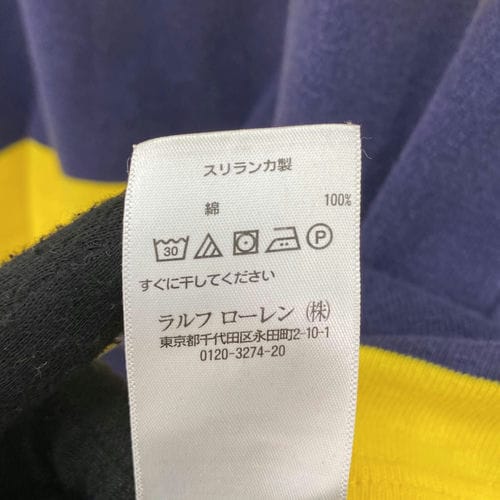 スリランカ製
綿 100%
30 P
すぐに干してください
ラルフ ローレン (株)
東京都千代田区永田町2-10-1
0120-3274-20